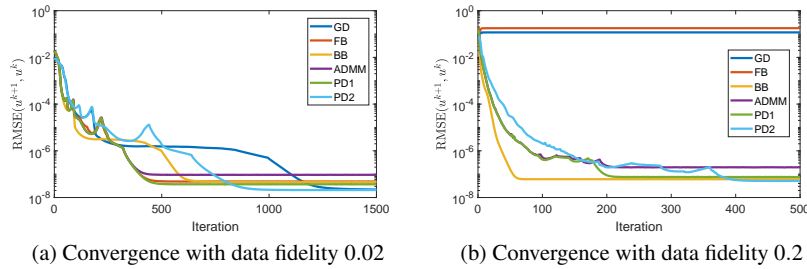 10^0
10^-2
10^-4
10^-6
10^-8
RMSE(u^{k+1}, u^k)
GD
FB
BB
ADMM
PD1
PD2
0 500 1000 1500
Iteration
(a) Convergence with data fidelity 0.02
10^0
10^-2
10^-4
10^-6
10^-8
RMSE(u^{k+1}, u^k)
GD
FB
BB
ADMM
PD1
PD2
0 100 200 300 400 500
Iteration
(b) Convergence with data fidelity 0.2